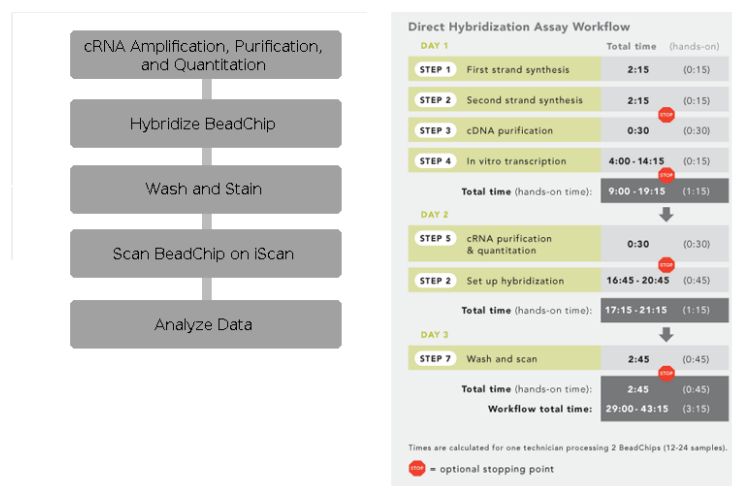 cRNA Amplification, Purification,
and Quantitation
Hybridize BeadChip
Wash and Stain
Scan BeadChip on iScan
Analyze Data
Direct Hybridization Assay Workflow
DAY 1 Total time (hands-on)
STEP 1 First strand synthesis 2:15 (0:15)
STEP 2 Second strand synthesis 2:15 (0:15)
STOP
STEP 3 cDNA purification 0:30 (0:30)
STEP 4 In vitro transcription 4:00 - 14:15 (0:15)
STOP
Total time (hands-on time): 9:00 - 19:15 (1:15)
DAY 2
STEP 5 cRNA purification
& quantitation 0:30 (0:30)
STOP
STEP 2 Set up hybridization 16:45 - 20:45 (0:45)
Total time (hands-on time): 17:15 - 21:15 (1:15)
DAY 3
STEP 7 Wash and scan 2:45 (0:45)
STOP
Total time (hands-on time): 2:45 (0:45)
Workflow total time: 29:00 - 43:15 (3:15)
Times are calculated for one technician processing 2 BeadChips (12-24 samples).
STOP = optional stopping point